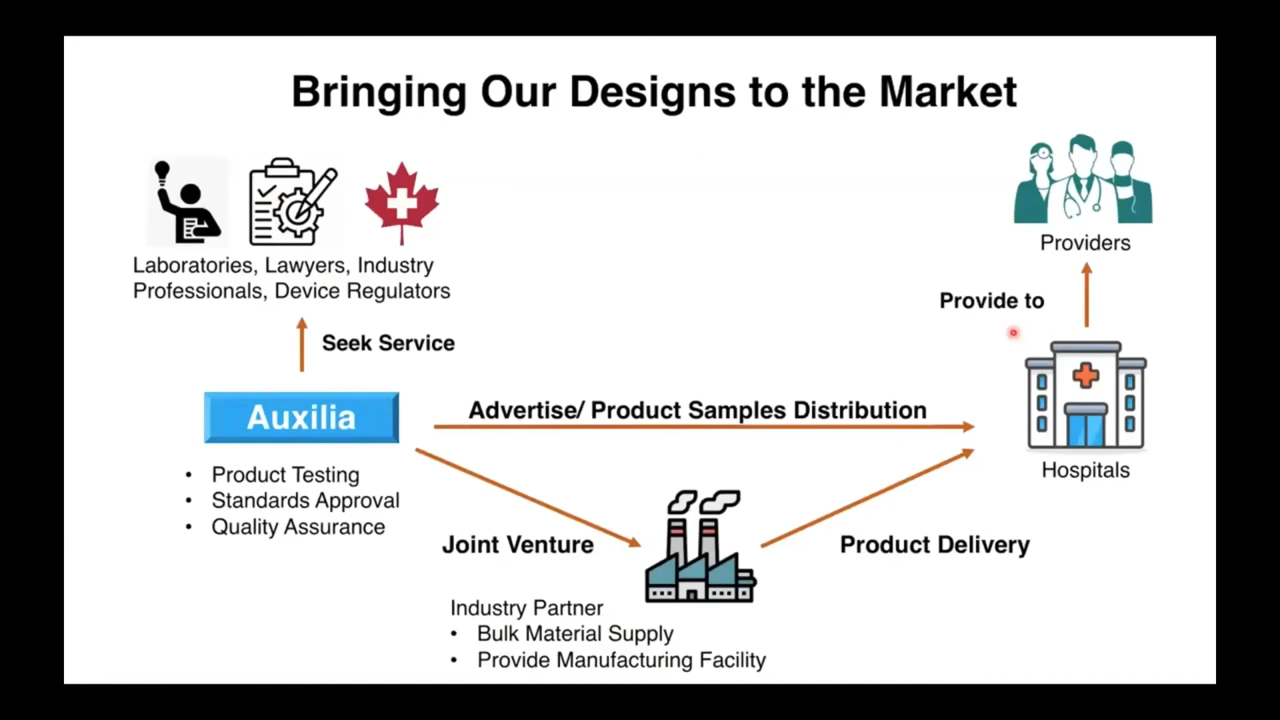 Bringing Our Designs to the Market
Laboratories, Lawyers, Industry
Professionals, Device Regulators
Providers
Provide to
Seek Service
Auxilia
Advertise/ Product Samples Distribution
Hospitals
• Product Testing
• Standards Approval
• Quality Assurance
Joint Venture
Product Delivery
Industry Partner
• Bulk Material Supply
• Provide Manufacturing Facility